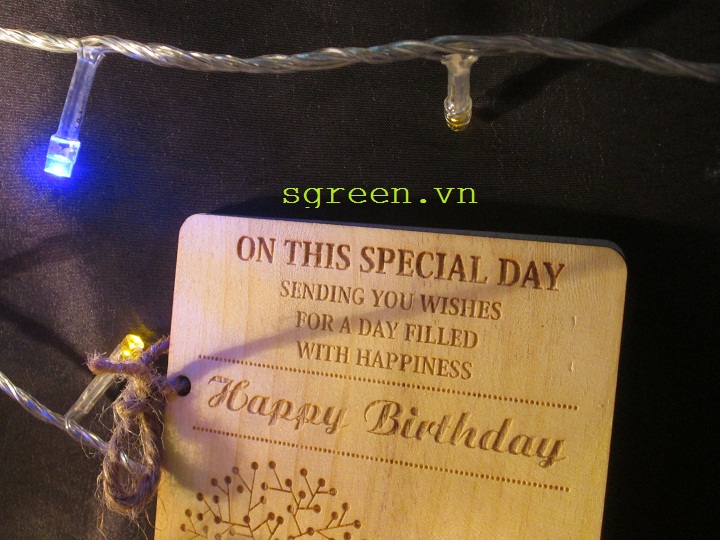 sgreen.vn
ON THIS SPECIAL DAY
SENDING YOU WISHES
FOR A DAY FILLED
WITH HAPPINESS
Happy Birthday